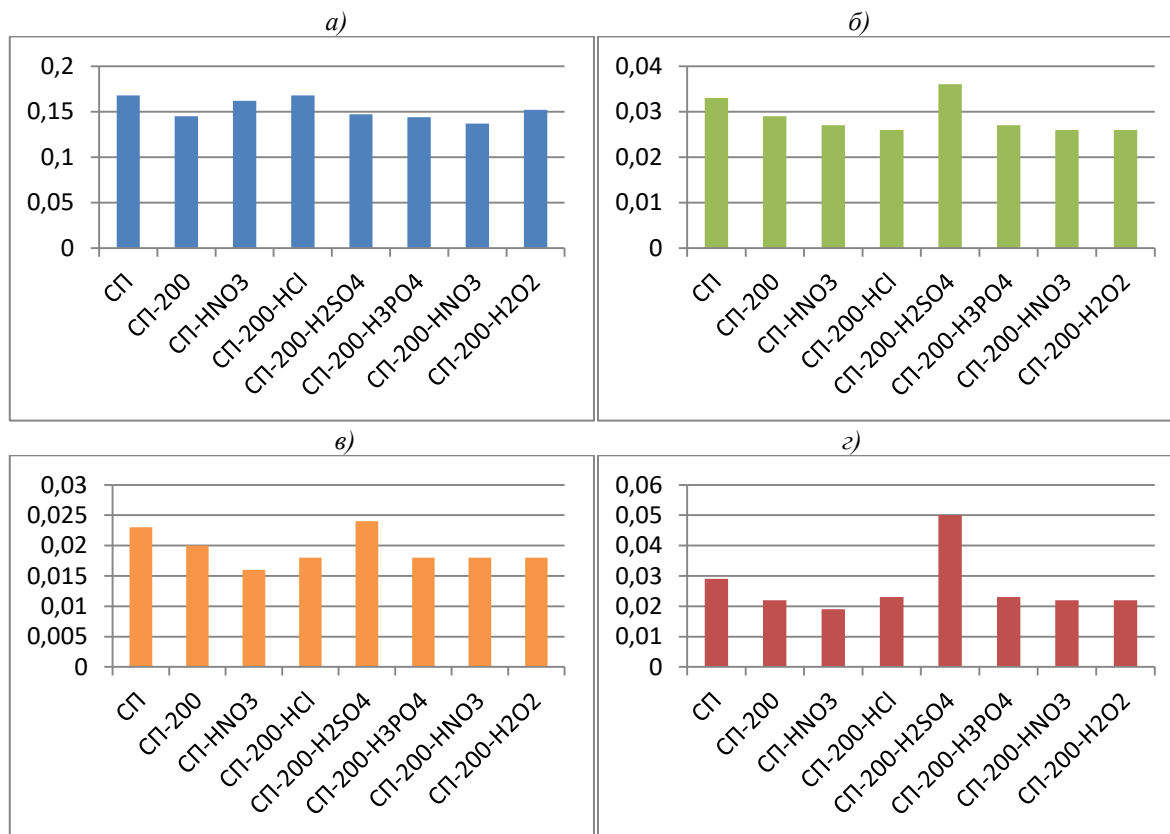 а)
0,2
0,15
0,1
0,05
0
СП
СП-200
СП-HNO3
СП-200-HCl
СП-200-H2SO4
СП-200-H3PO4
СП-200-HNO3
СП-200-H2O2
б)
0,04
0,03
0,02
0,01
0
СП
СП-200
СП-HNO3
СП-200-HCl
СП-200-H2SO4
СП-200-H3PO4
СП-200-HNO3
СП-200-H2O2
в)
0,03
0,025
0,02
0,015
0,01
0,005
0
СП
СП-200
СП-HNO3
СП-200-HCl
СП-200-H2SO4
СП-200-H3PO4
СП-200-HNO3
СП-200-H2O2
г)
0,06
0,05
0,04
0,03
0,02
0,01
0
СП
СП-200
СП-HNO3
СП-200-HCl
СП-200-H2SO4
СП-200-H3PO4
СП-200-HNO3
СП-200-H2O2